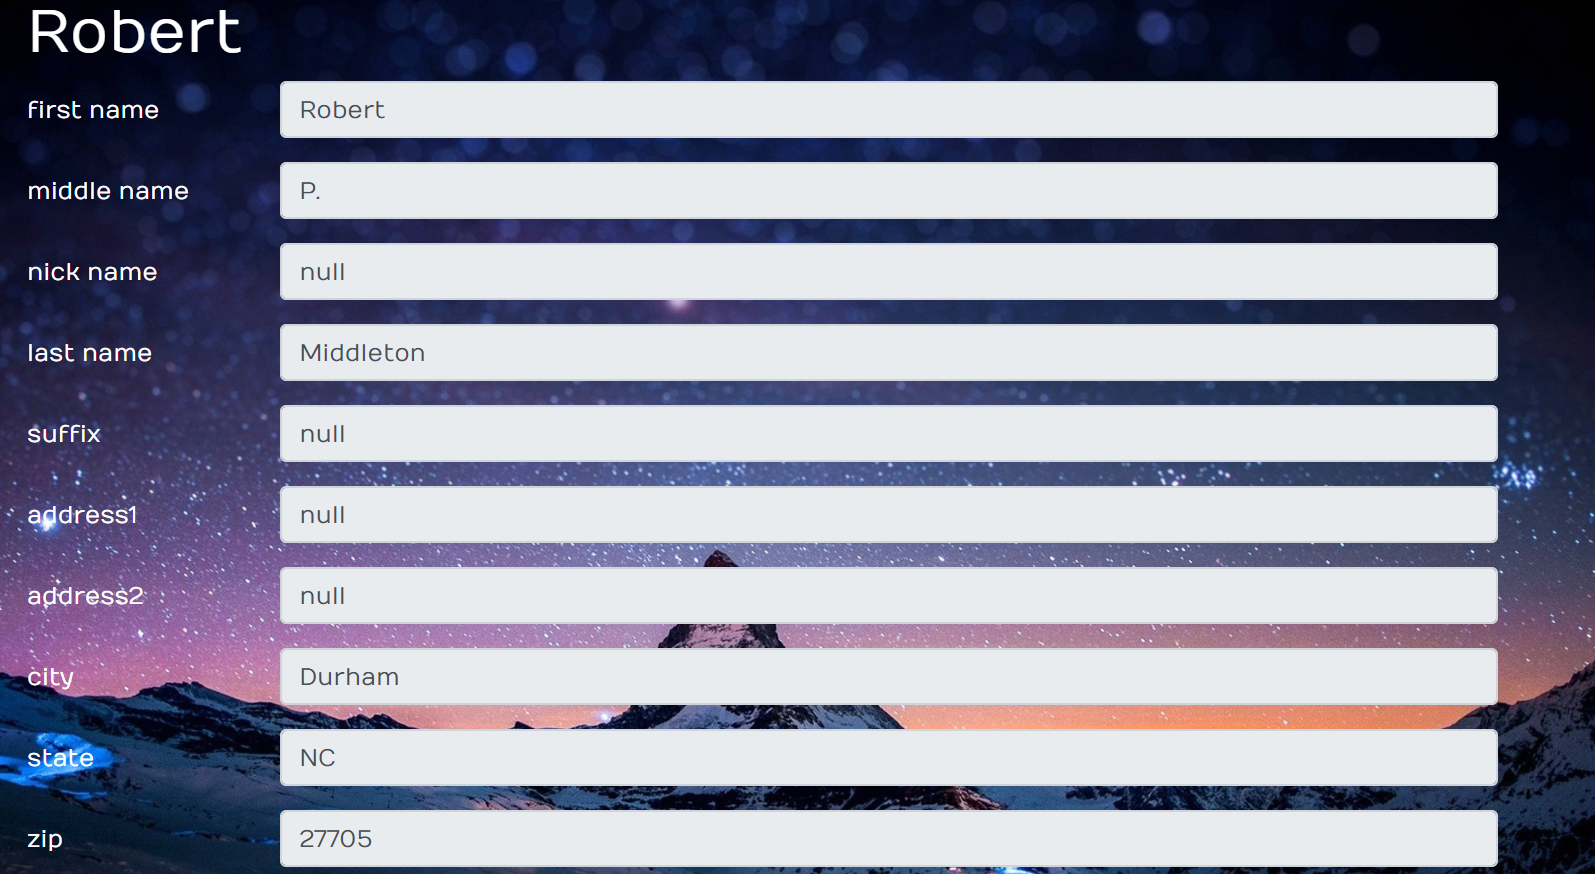 Robert
first name Robert
middle name P.
nick name null
last name Middleton
suffix null
address1 null
address2 null
city Durham
state NC
zip 27705